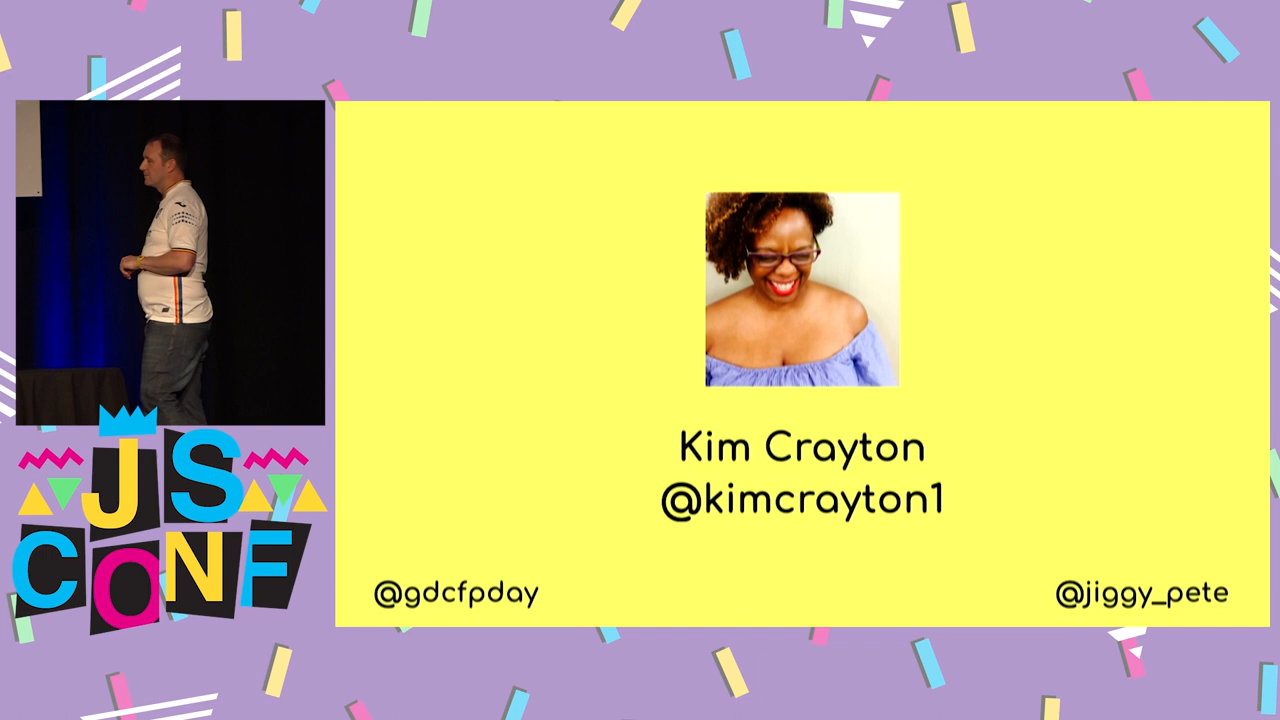 JS
CONF
Kim Crayton
@kimcrayton1
@gdcfpday
@jiggy_pete